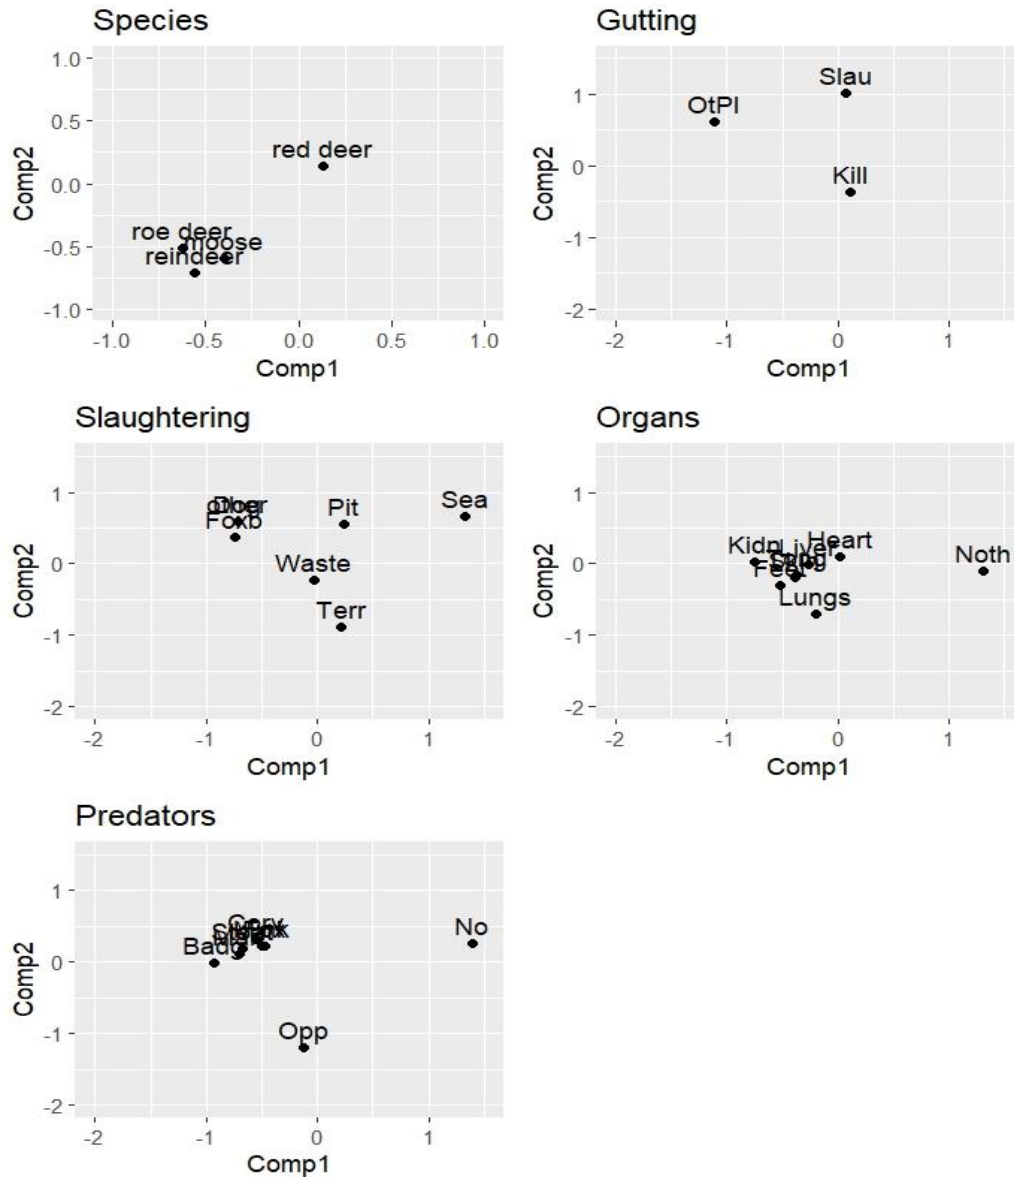 Species
Gutting
1.0
0.5
0.0
-0.5
-1.0
Comp2
red deer
roe deer
moose
reindeer
-1.0 -0.5 0.0 0.5 1.0
Comp1
1
0
-1
-2
Comp2
Slau
OtPl
Kill
-2 -1 0 1
Comp1
Slaughtering
Organs
1
0
-1
-2
Comp2
Foxb
Pit
Sea
Waste
Terr
-2 -1 0 1
Comp1
1
0
-1
-2
Comp2
Kidn
Liver
Heart
Feet
Lungs
Noth
-2 -1 0 1
Comp1
Predators
1
0
-1
-2
Comp2
Badg
No
Opp
-2 -1 0 1
Comp1